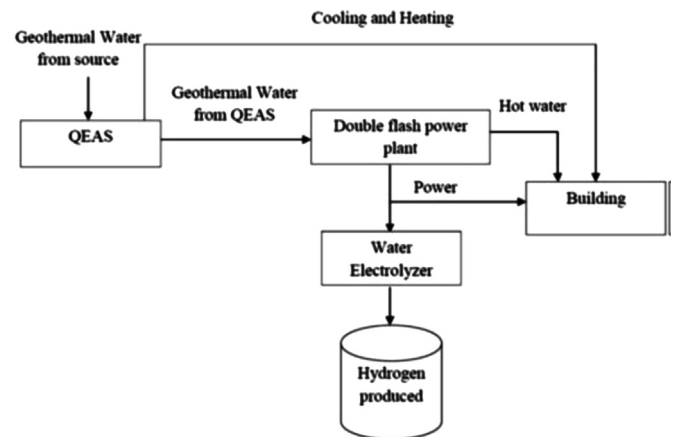 Cooling and Heating
Geothermal Water
from source
Geothermal Water
from QEAS
QEAS
Double flash power
plant
Hot water
Power
Building
Water
Electrolyzer
Hydrogen
produced